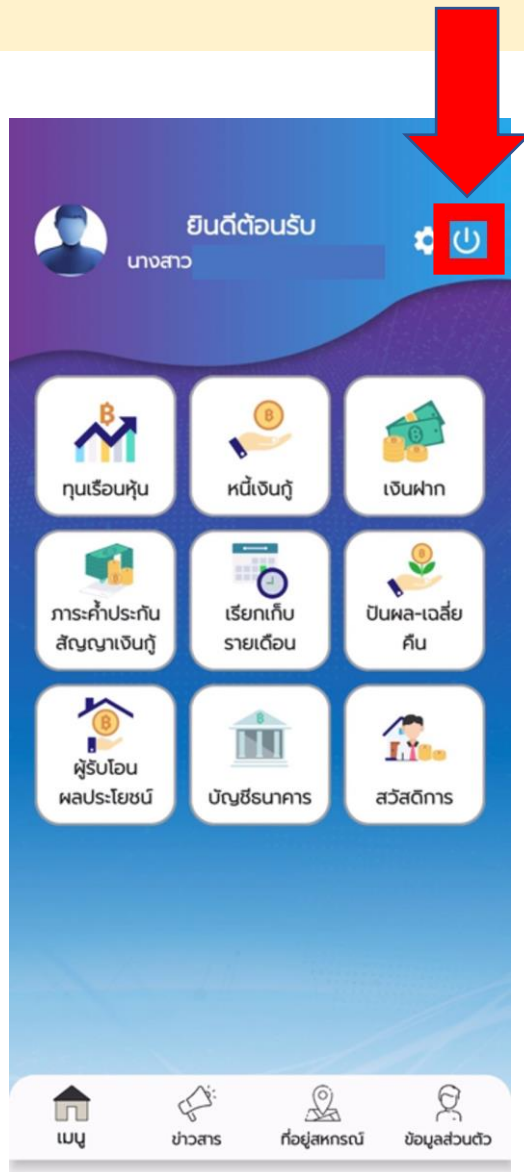 ยินดีต้อนรับ
นางสาว
ทุนเรือนหุ้น
หนี้เงินกู้
เงินฝาก
ภาระค้ำประกัน
สัญญาเงินกู้
เรียกเก็บ
รายเดือน
ปันผล-เฉลี่ย
คืน
ผู้รับโอน
ผลประโยชน์
บัญชีธนาคาร
สวัสดิการ
เมนู
ข่าวสาร
ที่อยู่สหกรณ์
ข้อมูลส่วนตัว